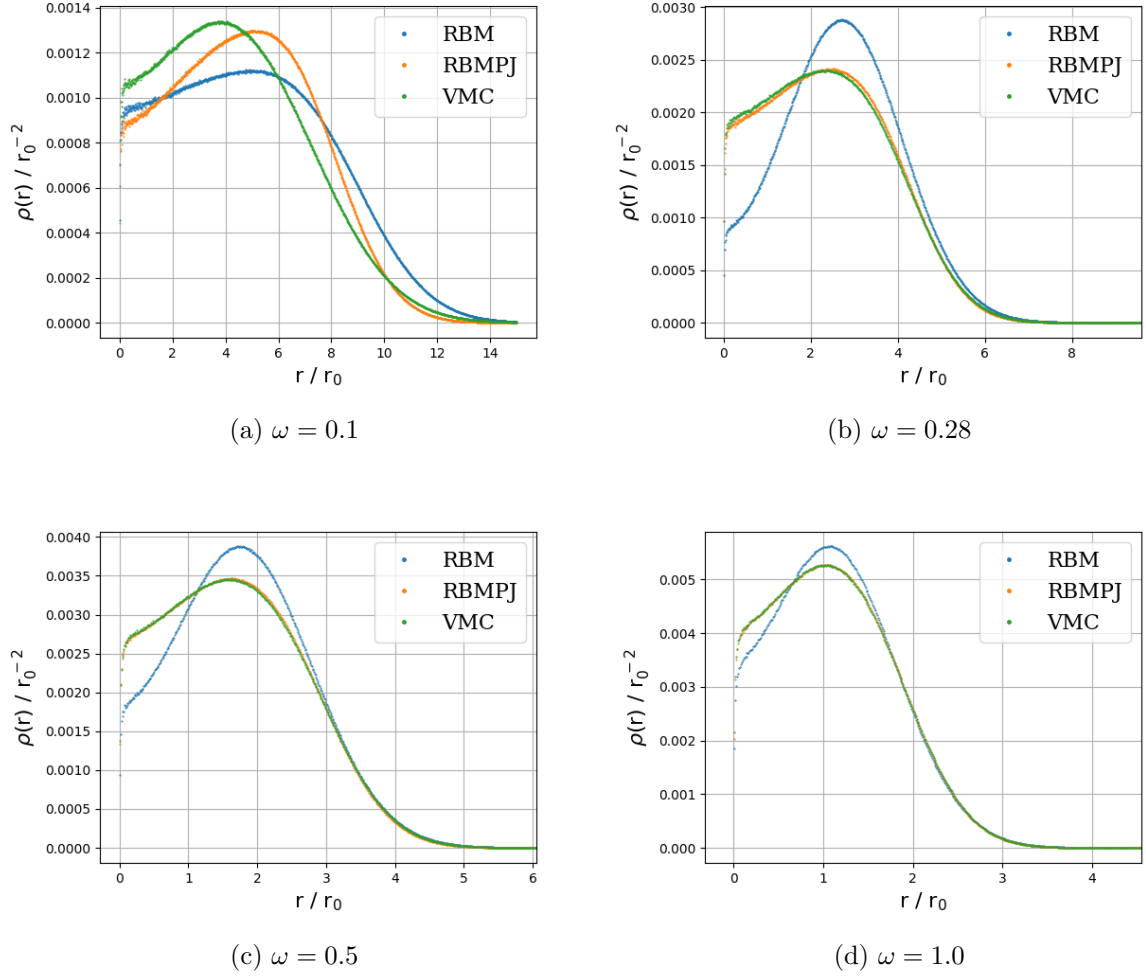 0.0014
0.0012
0.0010
0.0008
0.0006
0.0004
0.0002
0.0000
0 2 4 6 8 10 12 14
ρ(r) / r₀⁻²
r / r₀
RBM
RBMPJ
VMC
(a) ω = 0.1
0.0030
0.0025
0.0020
0.0015
0.0010
0.0005
0.0000
0 2 4 6 8
ρ(r) / r₀⁻²
r / r₀
RBM
RBMPJ
VMC
(b) ω = 0.28
0.0040
0.0035
0.0030
0.0025
0.0020
0.0015
0.0010
0.0005
0.0000
0 1 2 3 4 5 6
ρ(r) / r₀⁻²
r / r₀
RBM
RBMPJ
VMC
(c) ω = 0.5
0.005
0.004
0.003
0.002
0.001
0.000
0 1 2 3 4
ρ(r) / r₀⁻²
r / r₀
RBM
RBMPJ
VMC
(d) ω = 1.0